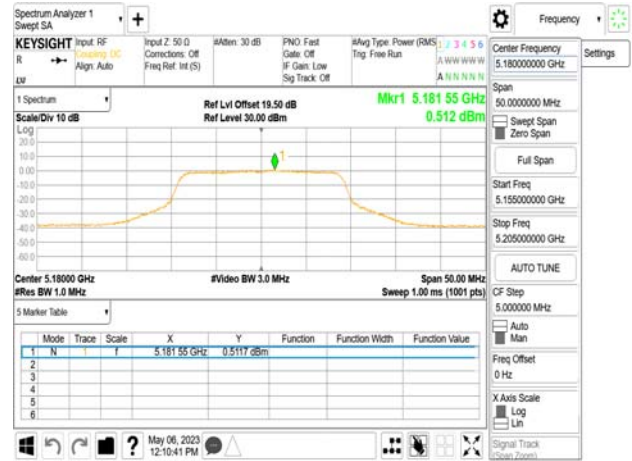 Spectrum Analyzer 1
Swept SA
Frequency
KEYSIGHT
R
Input: RF
Coupling: DC
Align: Auto
Input Z: 50 Ω
Corrections: Off
Freq Ref: Int (S)
#Atten: 30 dB
PNO: Fast
Gate: Off
IF Gain: Low
Sig Track: Off
#Avg Type: Power (RMS)
Trig: Free Run
1 2 3 4 5 6
A W W W W W
A N N N N N
Center Frequency
5.180000000 GHz
Settings
1 Spectrum
Scale/Div 10 dB
Ref Lvl Offset 19.50 dB
Ref Level 30.00 dBm
Mkr1 5.181 55 GHz
0.512 dBm
Log
20.0
10.0
0.00
-10.0
-20.0
-30.0
-40.0
-50.0
-60.0
1
Center 5.18000 GHz
#Res BW 1.0 MHz
#Video BW 3.0 MHz
Span 50.00 MHz
Sweep 1.00 ms (1001 pts)
Span
50.0000000 MHz
Swept Span
Zero Span
Full Span
Start Freq
5.155000000 GHz
Stop Freq
5.205000000 GHz
AUTO TUNE
CF Step
5.000000 MHz
Auto
Man
Freq Offset
0 Hz
X Axis Scale
Log
Lin
Signal Track
(Span Zoom)
5 Marker Table
Mode Trace Scale X Y Function Function Width Function Value
1 N 1 f 5.181 55 GHz 0.5117 dBm
2
3
4
5
6
May 06, 2023
12:10:41 PM